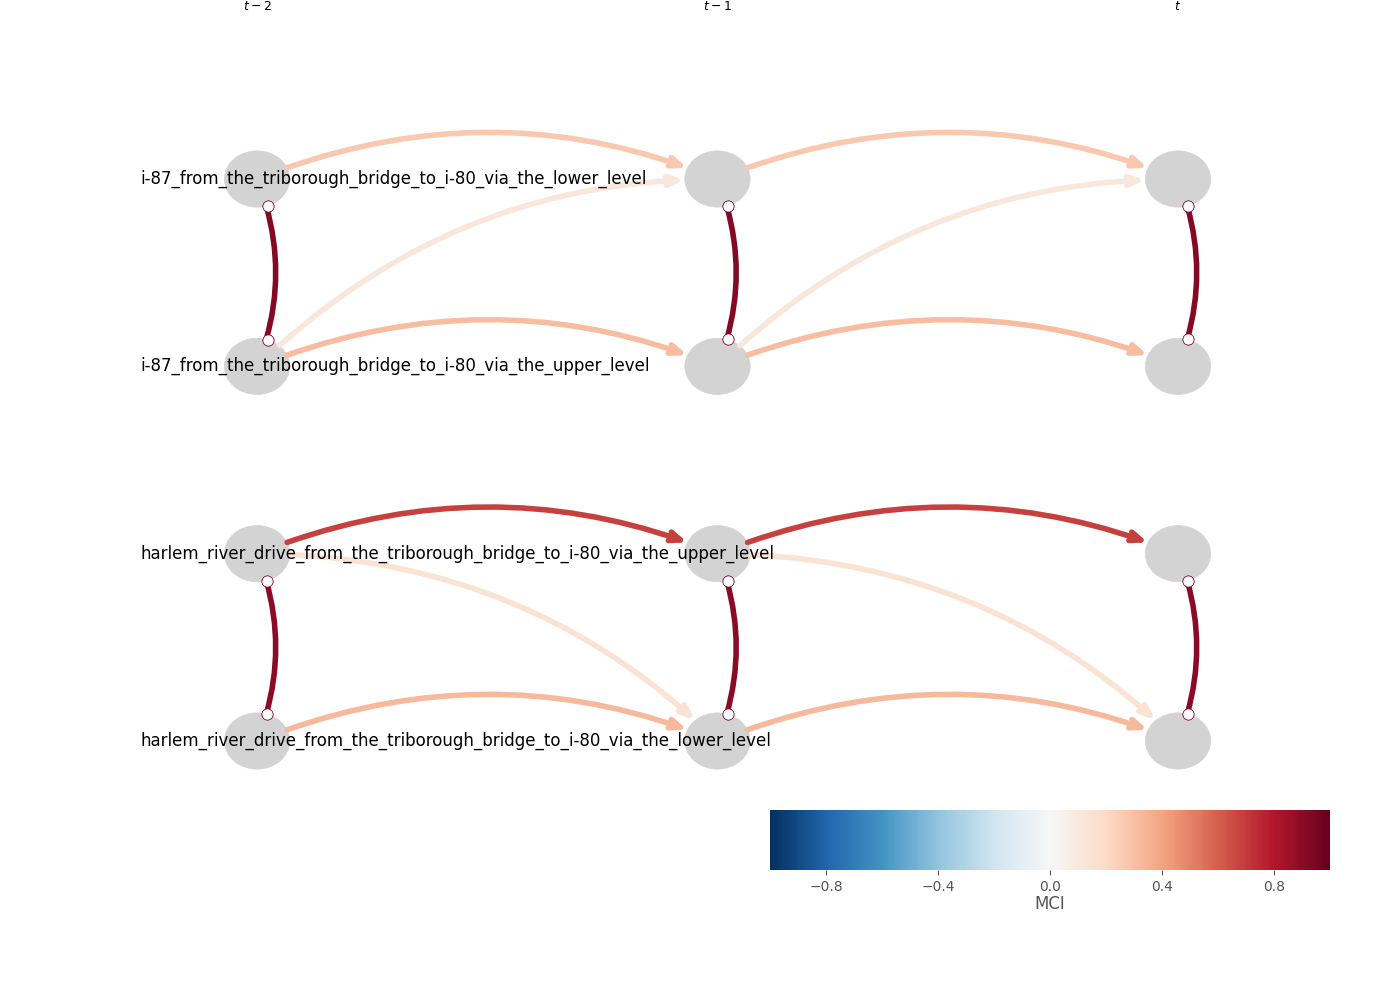 t − 2 t − 1 t
i-87_from_the_triborough_bridge_to_i-80_via_the_lower_level
i-87_from_the_triborough_bridge_to_i-80_via_the_upper_level
harlem_river_drive_from_the_triborough_bridge_to_i-80_via_the_upper_level
harlem_river_drive_from_the_triborough_bridge_to_i-80_via_the_lower_level
−0.8 −0.4 0.0 0.4 0.8
MCI